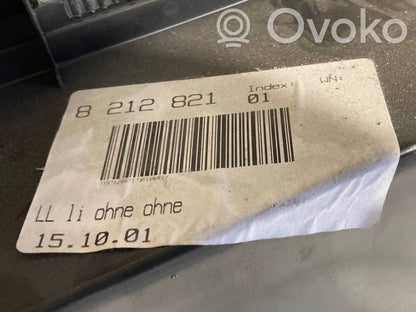 Ovoko
8 212 821 Index: WN:
01
LL li ohne ohne
15.10.01